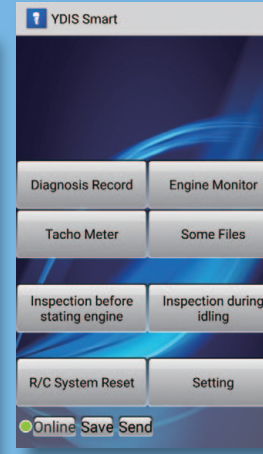 YDIS Smart
Diagnosis Record Engine Monitor
Tacho Meter Some Files
Inspection before Inspection during
stating engine idling
R/C System Reset Setting
Online Save Send